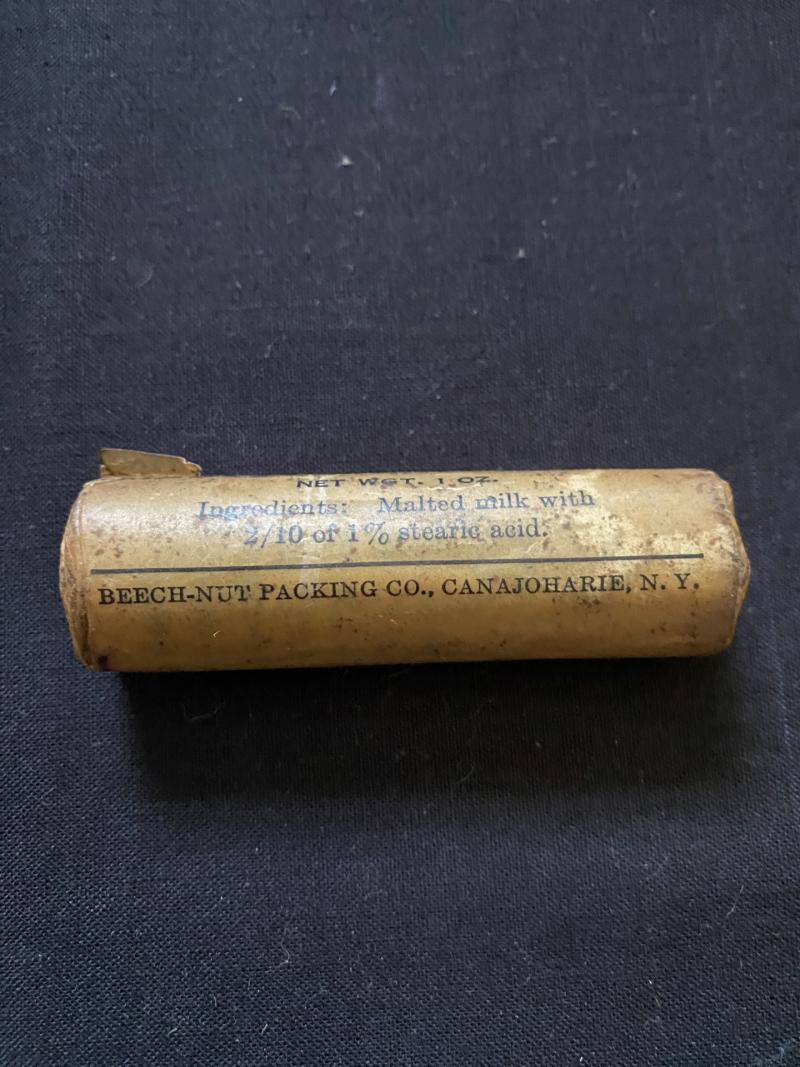 NET WGT. 1 OZ.
Ingredients: Malted milk with
2/10 of 1% stearic acid.
BEECH-NUT PACKING CO., CANAJOHARIE, N. Y.